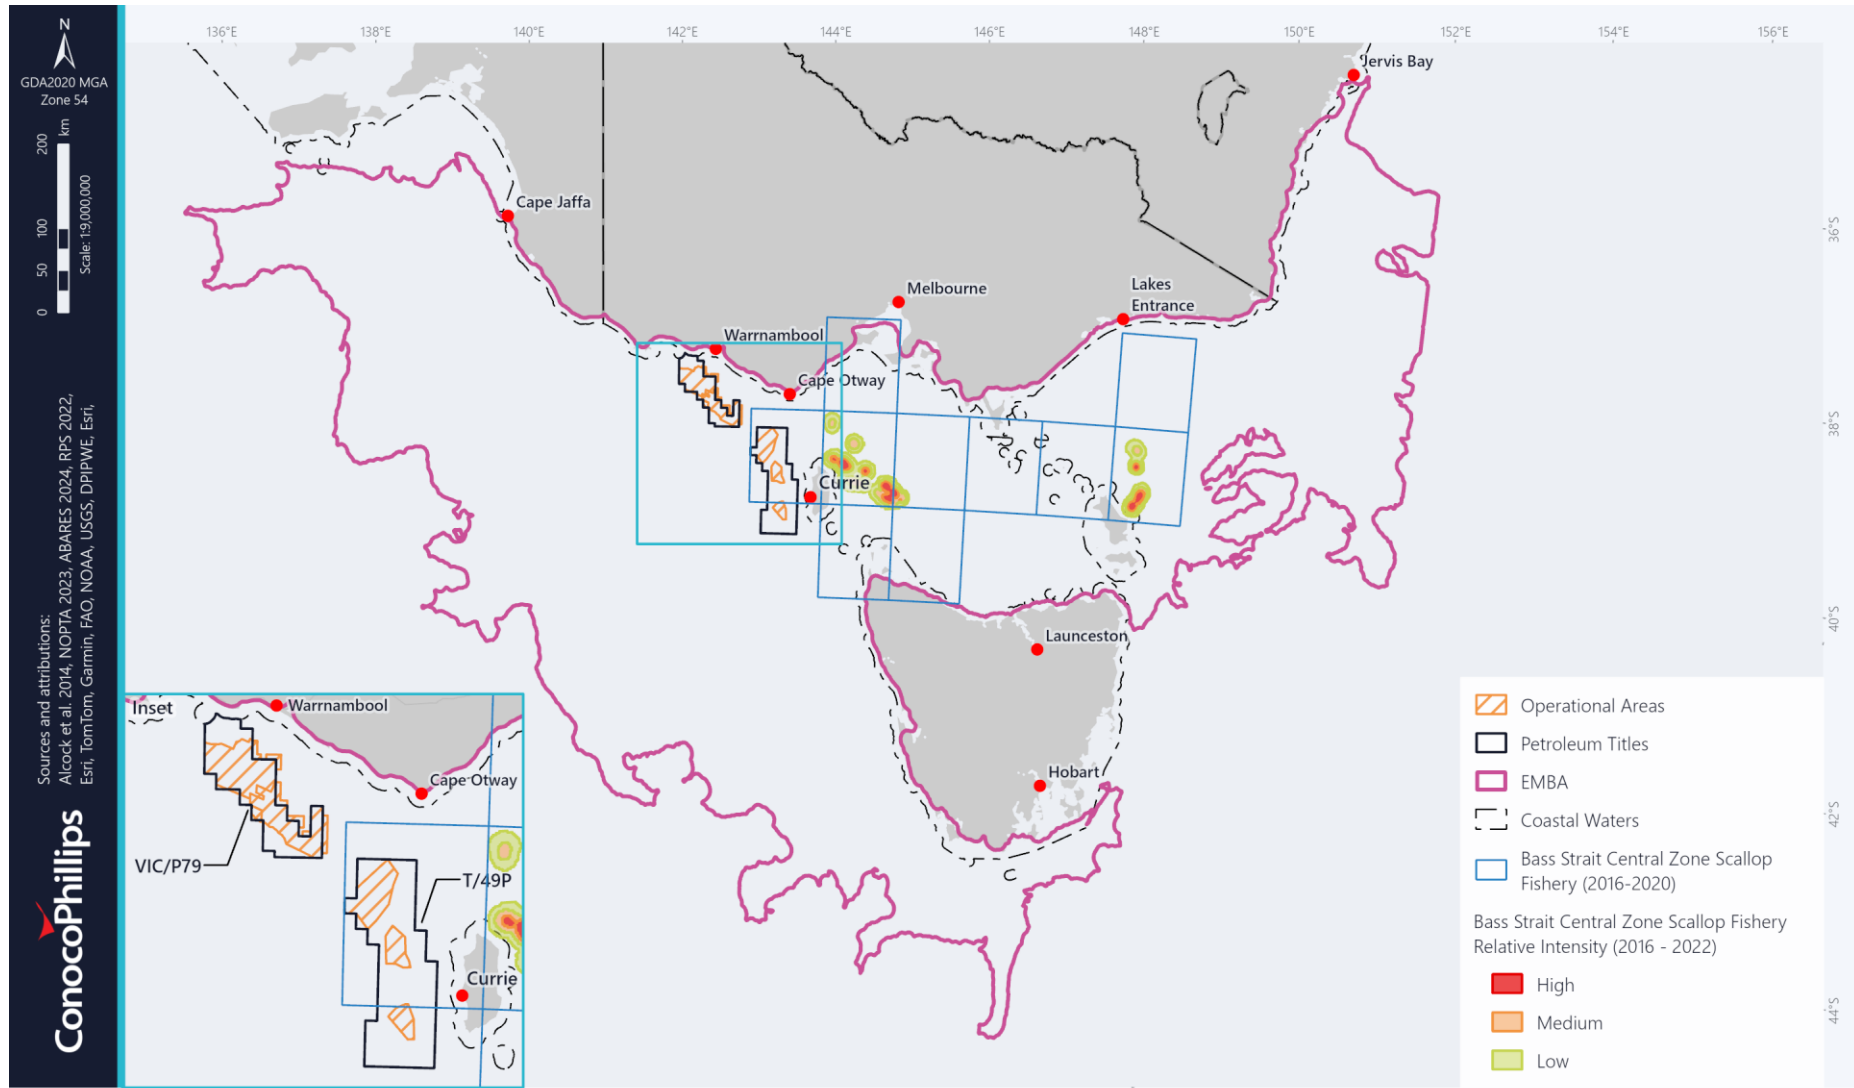 N
GDA2020 MGA
Zone 54
0
50
100
200
km
Scale: 1:9,000,000
Sources and attributions:
Alcock et al. 2014, NOPTA 2023, ABARES 2024, RPS 2022,
Esri, TomTom, Garmin, FAO, NOAA, USGS, DPIPWE, Esri,
ConocoPhillips
136°E
138°E
140°E
142°E
144°E
146°E
148°E
150°E
152°E
154°E
156°E
36°S
38°S
40°S
42°S
44°S
Jervis Bay
Cape Jaffa
Melbourne
Lakes
Entrance
Warrnambool
Cape Otway
Currie
Launceston
Hobart
Inset
Warrnambool
Cape Otway
VIC/P79
T/49P
Currie
Operational Areas
Petroleum Titles
EMBA
Coastal Waters
Bass Strait Central Zone Scallop
Fishery (2016-2020)
Bass Strait Central Zone Scallop Fishery
Relative Intensity (2016 - 2022)
High
Medium
Low